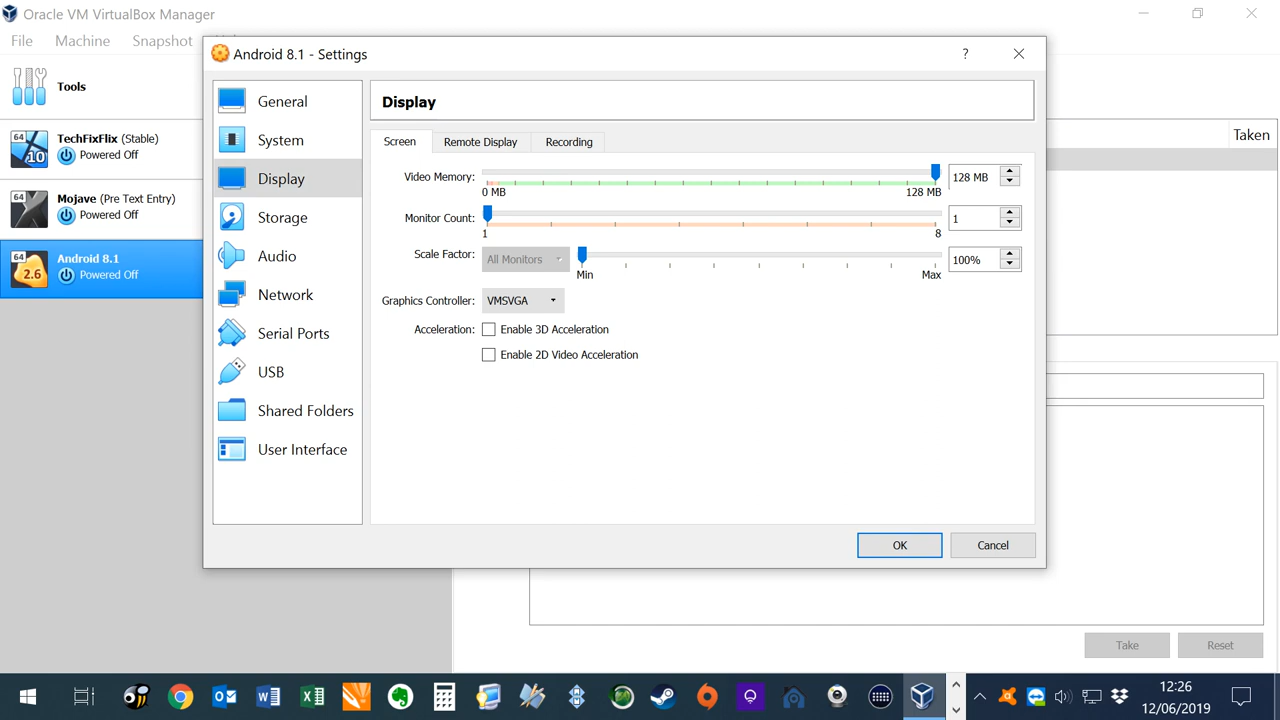 Oracle VM VirtualBox Manager
File Machine Snapshot
Android 8.1 - Settings
?
Tools
64
TechFixFlix (Stable)
10
Powered Off
64
Mojave (Pre Text Entry)
Powered Off
64
Android 8.1
2.6
Powered Off
General
System
Display
Storage
Audio
Network
Serial Ports
USB
Shared Folders
User Interface
Display
Screen Remote Display Recording
Video Memory: 128 MB
0 MB 128 MB
Monitor Count: 1
1 8
Scale Factor: All Monitors 100%
Min Max
Graphics Controller: VMSVGA
Acceleration: Enable 3D Acceleration
Enable 2D Video Acceleration
OK Cancel
Taken
Take Reset
12:26
12/06/2019